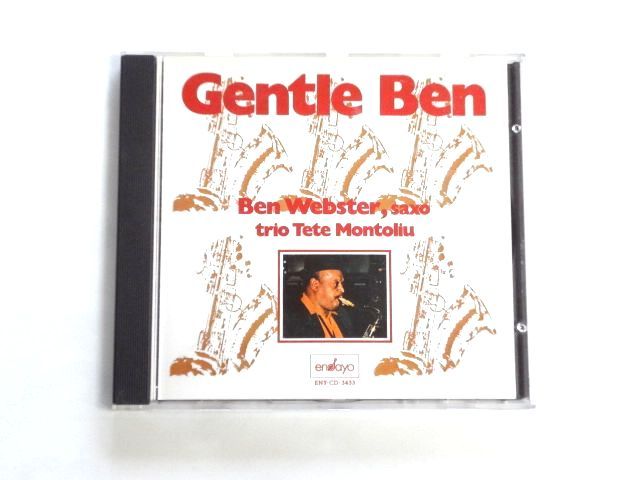 Gentle Ben
Ben Webster, saxo
trio Tete Montoliu
ensayo
ENY-CD-3433